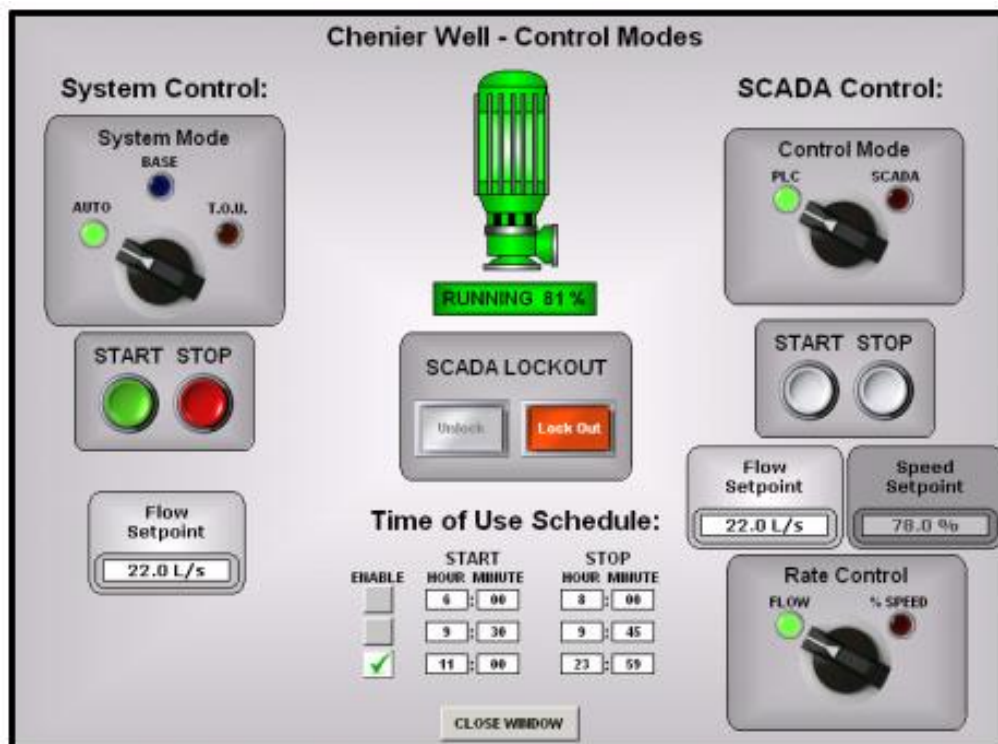 Chenier Well - Control Modes
System Control:
System Mode
BASE
AUTO
T.O.U.
START STOP
Flow
Setpoint
22.0 L/s
RUNNING 81 %
SCADA LOCKOUT
Unlock
Lock Out
Time of Use Schedule:
START STOP
ENABLE HOUR MINUTE HOUR MINUTE
6 : 00 8 : 00
9 : 30 9 : 45
11 : 00 23 : 59
CLOSE WINDOW
SCADA Control:
Control Mode
PLC SCADA
START STOP
Flow
Setpoint
22.0 L/s
Speed
Setpoint
78.0 %
Rate Control
FLOW % SPEED